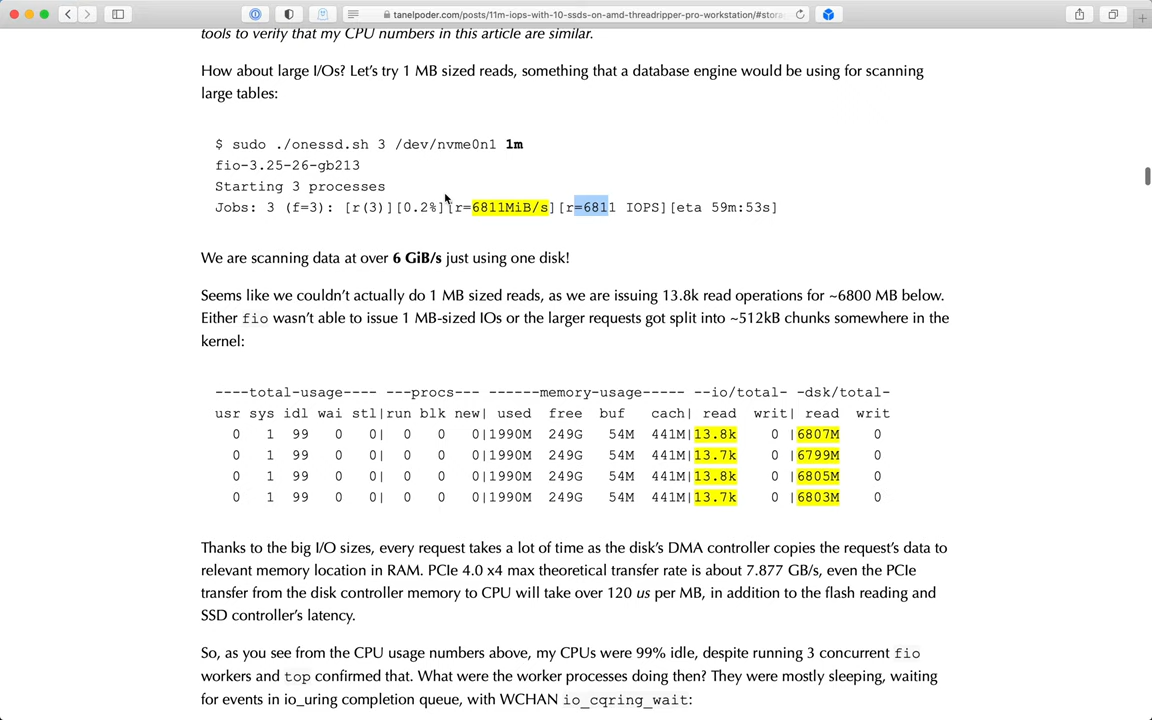 tanelpoder.com/posts/11m-iops-with-10-ssds-on-amd-threadripper-pro-workstation/#stora
tools to verify that my CPU numbers in this article are similar.
How about large I/Os? Let's try 1 MB sized reads, something that a database engine would be using for scanning
large tables:
$ sudo ./onessd.sh 3 /dev/nvme0n1 1m
fio-3.25-26-gb213
Starting 3 processes
Jobs: 3 (f=3): [r(3)][0.2%][r=6811MiB/s][r=6811 IOPS][eta 59m:53s]
We are scanning data at over 6 GiB/s just using one disk!
Seems like we couldn't actually do 1 MB sized reads, as we are issuing 13.8k read operations for ~6800 MB below.
Either fio wasn't able to issue 1 MB-sized IOs or the larger requests got split into ~512kB chunks somewhere in the
kernel:
----total-usage---- ---procs--- ------memory-usage----- --io/total- -dsk/total-
usr sys idl wai stl|run blk new| used free buf cach| read writ| read writ
0 1 99 0 0| 0 0 0|1990M 249G 54M 441M|13.8k 0 |6807M 0
0 1 99 0 0| 0 0 0|1990M 249G 54M 441M|13.7k 0 |6799M 0
0 1 99 0 0| 0 0 0|1990M 249G 54M 441M|13.8k 0 |6805M 0
0 1 99 0 0| 0 0 0|1990M 249G 54M 441M|13.7k 0 |6803M 0
Thanks to the big I/O sizes, every request takes a lot of time as the disk's DMA controller copies the request's data to
relevant memory location in RAM. PCIe 4.0 x4 max theoretical transfer rate is about 7.877 GB/s, even the PCIe
transfer from the disk controller memory to CPU will take over 120 us per MB, in addition to the flash reading and
SSD controller's latency.
So, as you see from the CPU usage numbers above, my CPUs were 99% idle, despite running 3 concurrent fio
workers and top confirmed that. What were the worker processes doing then? They were mostly sleeping, waiting
for events in io_uring completion queue, with WCHAN io_cqring_wait: